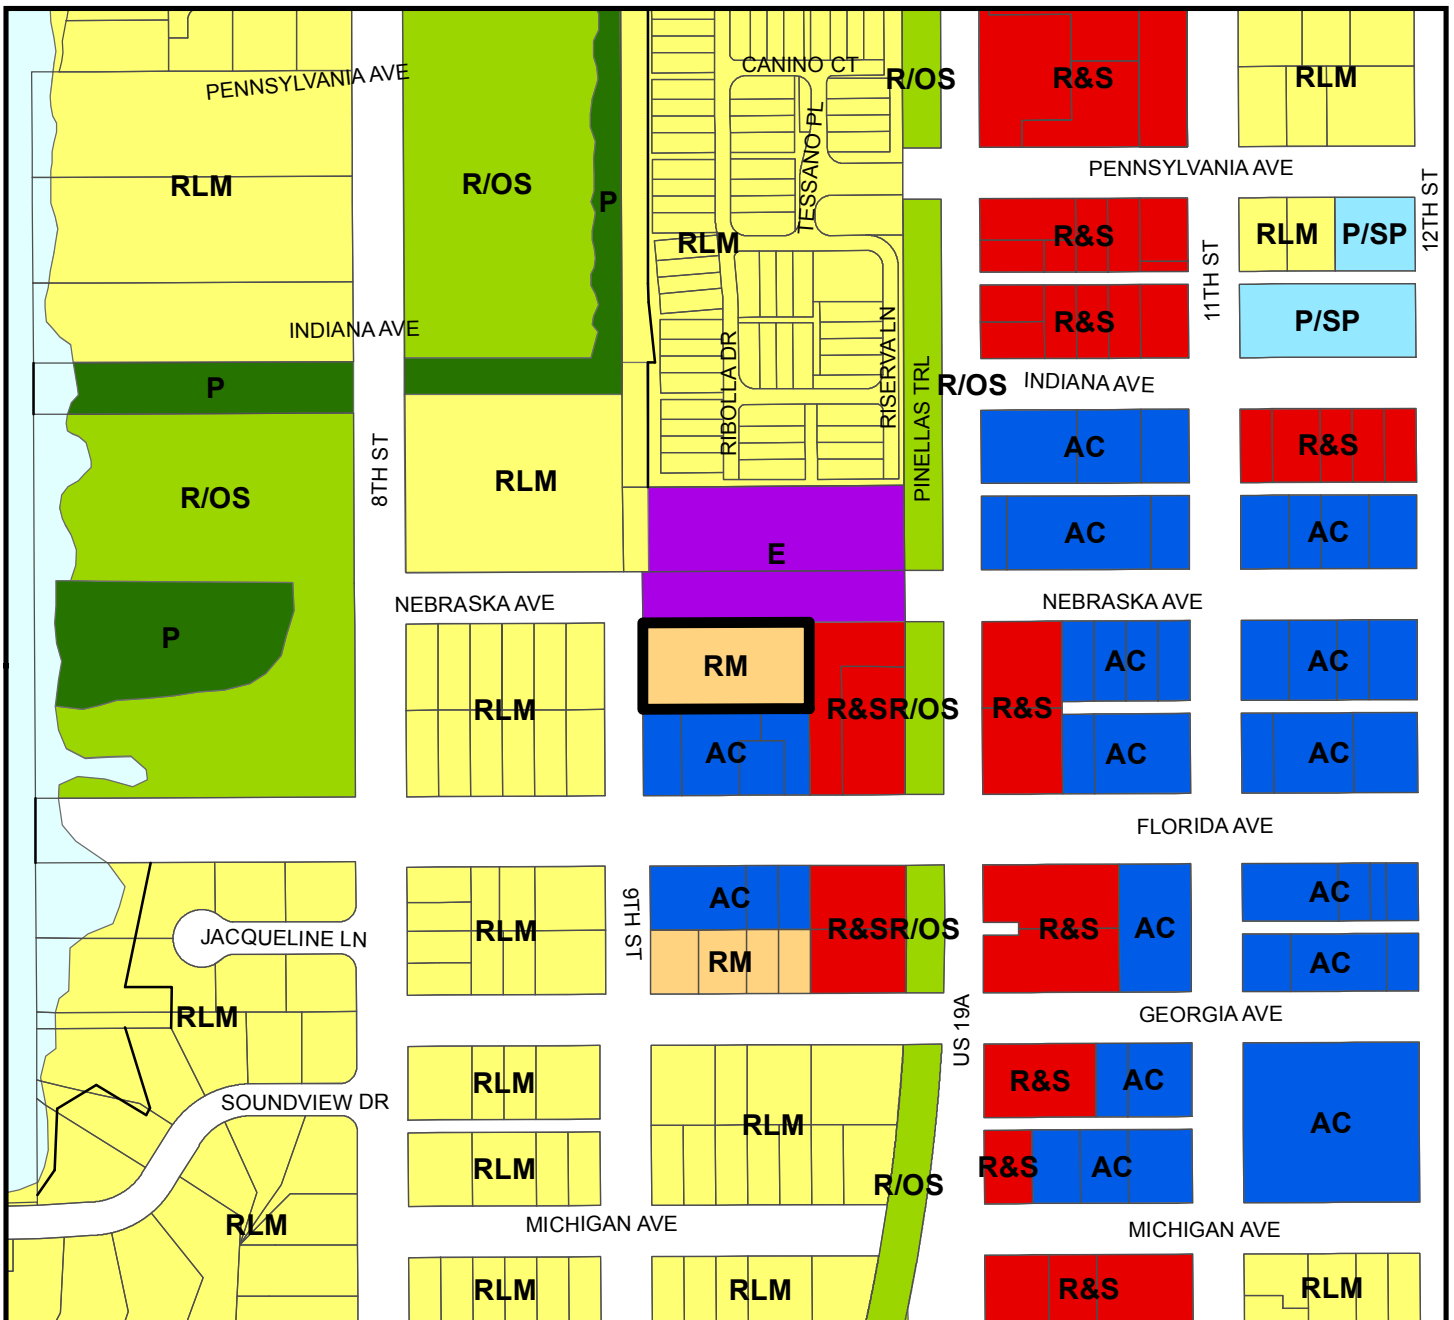 CANINO CT
PENNSYLVANIA AVE
R/OS
R&S
RLM
TESSANO PL
PENNSYLVANIA AVE
RLM
R/OS
P
12TH ST
RLM
R&S
RLM
P/SP
11TH ST
INDIANA AVE
R&S
P/SP
RIBOLLA DR
RISERVA LN
P
PINELLAS TRL
R/OS
INDIANA AVE
8TH ST
AC
R&S
R/OS
RLM
AC
AC
E
NEBRASKA AVE
NEBRASKA AVE
P
RM
AC
AC
RLM
R&S
R/OS
R&S
AC
AC
AC
FLORIDA AVE
AC
AC
9TH ST
JACQUELINE LN
RLM
R&S
R/OS
R&S
AC
RM
AC
RLM
US 19A
GEORGIA AVE
RLM
R&S
AC
SOUNDVIEW DR
RLM
AC
RLM
R&S
AC
R/OS
RLM
MICHIGAN AVE
MICHIGAN AVE
RLM
RLM
R&S
RLM